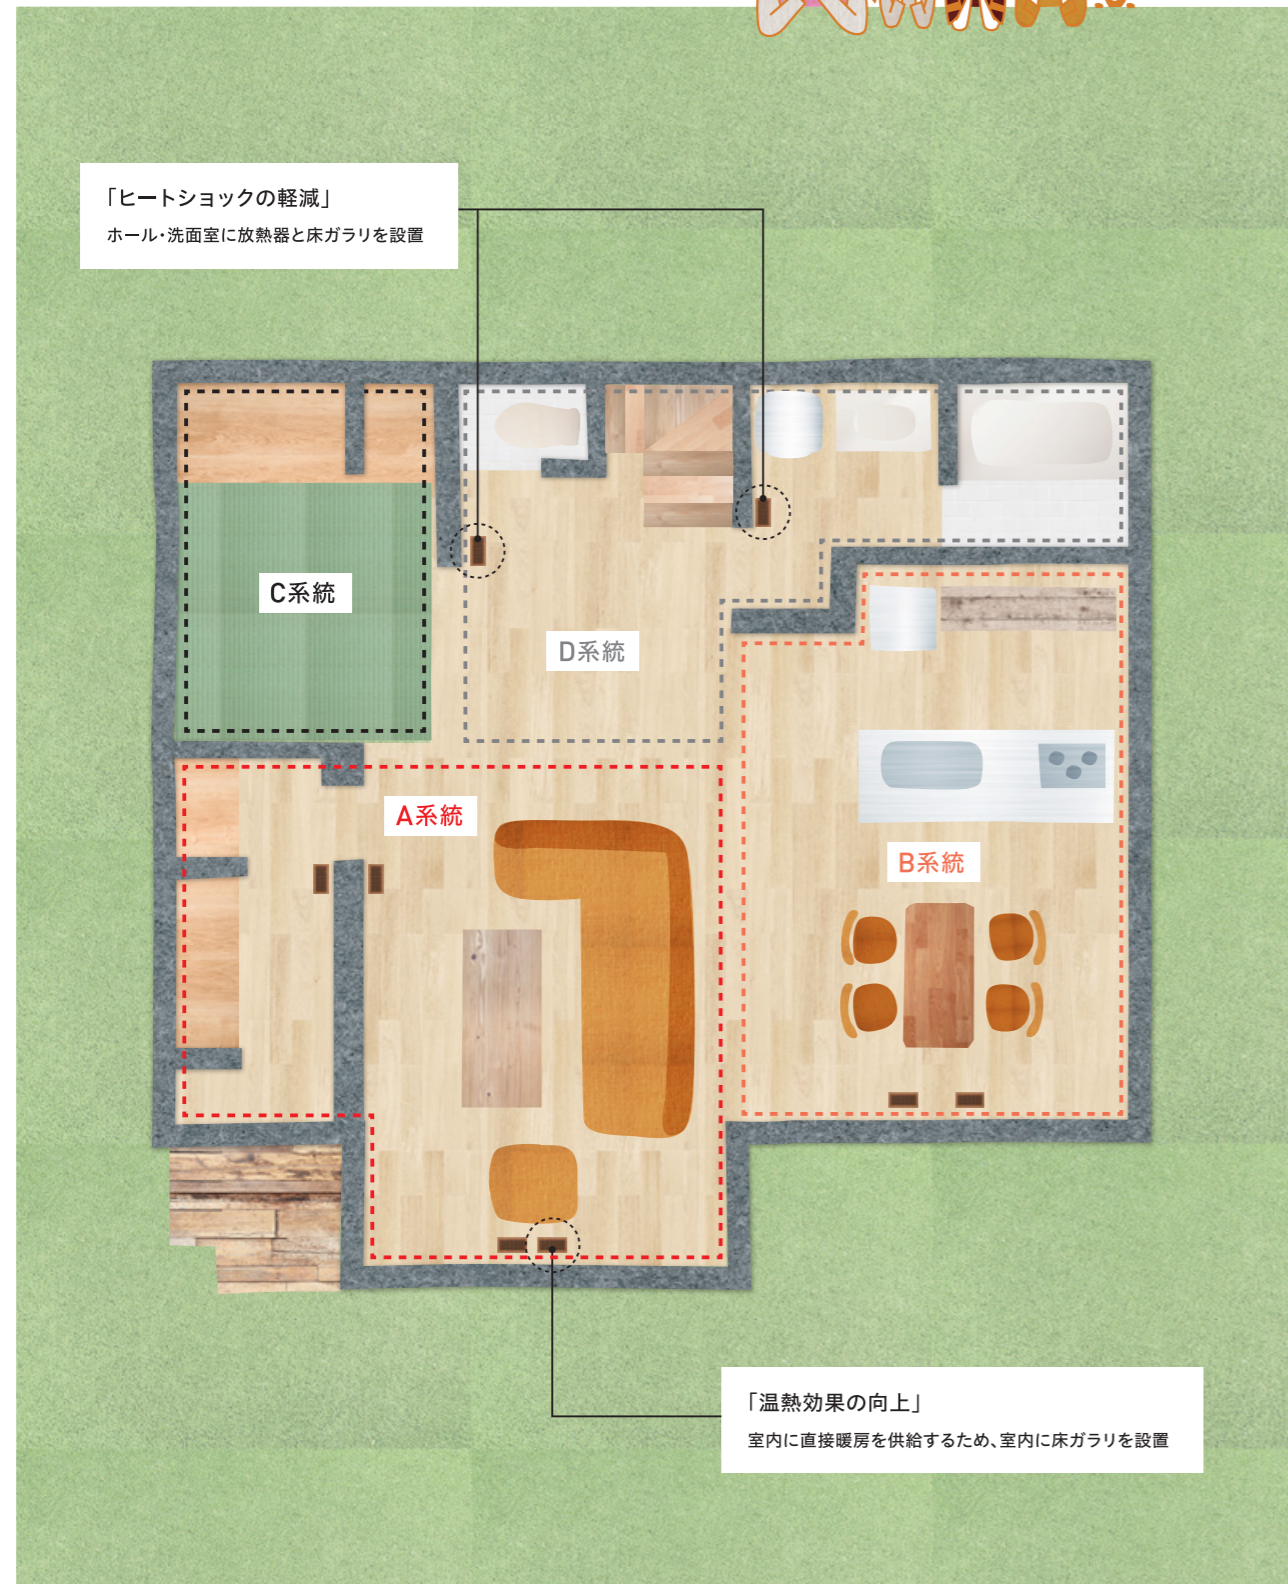 「ヒートショックの軽減」
ホール・洗面室に放熱器と床ガラリを設置
C系統
D系統
A系統
B系統
「温熱効果の向上」
室内に直接暖房を供給するため、室内に床ガラリを設置